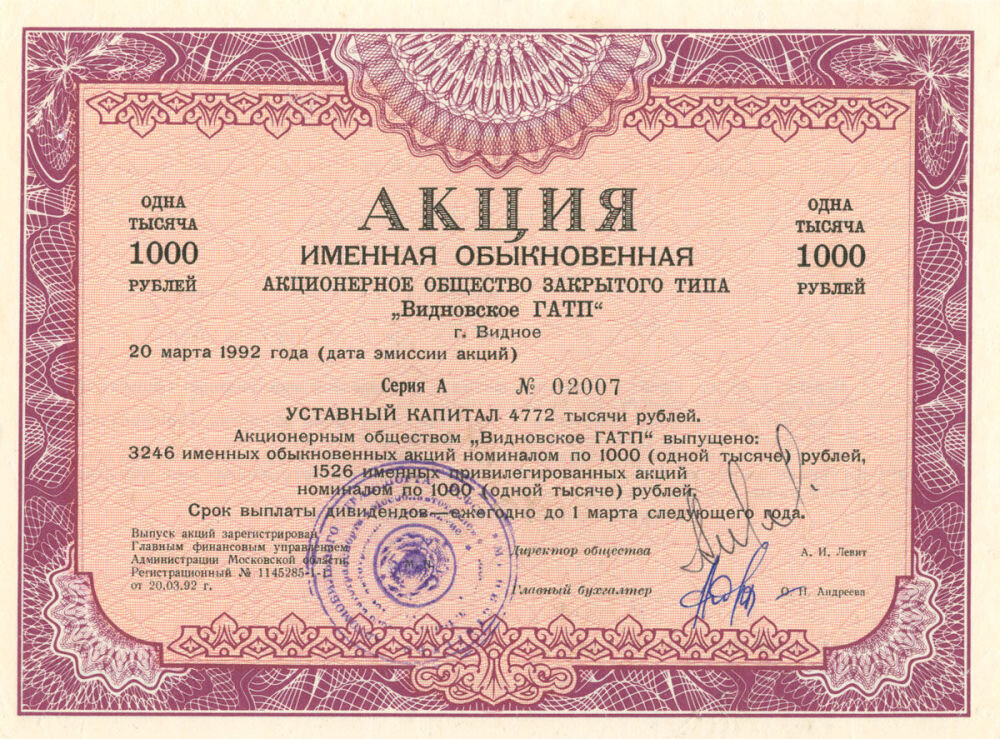 АКЦИЯ
ОДНА
ТЫСЯЧА
1000
РУБЛЕЙ
ОДНА
ТЫСЯЧА
1000
РУБЛЕЙ
ИМЕННАЯ ОБЫКНОВЕННАЯ
АКЦИОНЕРНОЕ ОБЩЕСТВО ЗАКРЫТОГО ТИПА
„Видновское ГАТП“
г. Видное
20 марта 1992 года (дата эмиссии акций)
Серия А № 02007
УСТАВНЫЙ КАПИТАЛ 4772 тысячи рублей.
Акционерным обществом „Видновское ГАТП“ выпущено:
3246 именных обыкновенных акций номиналом по 1000 (одной тысяче) рублей,
1526 именных привилегированных акций
номиналом по 1000 (одной тысяче) рублей.
Срок выплаты дивидендов—ежегодно до 1 марта следующего года.
Выпуск акций зарегистрирован
Главным финансовым управлением
Администрации Московской области
Регистрационный № 1145285-1-1
от 20.03.92 г.
Директор общества А. И. Левит
Главный бухгалтер О. П. Андреева